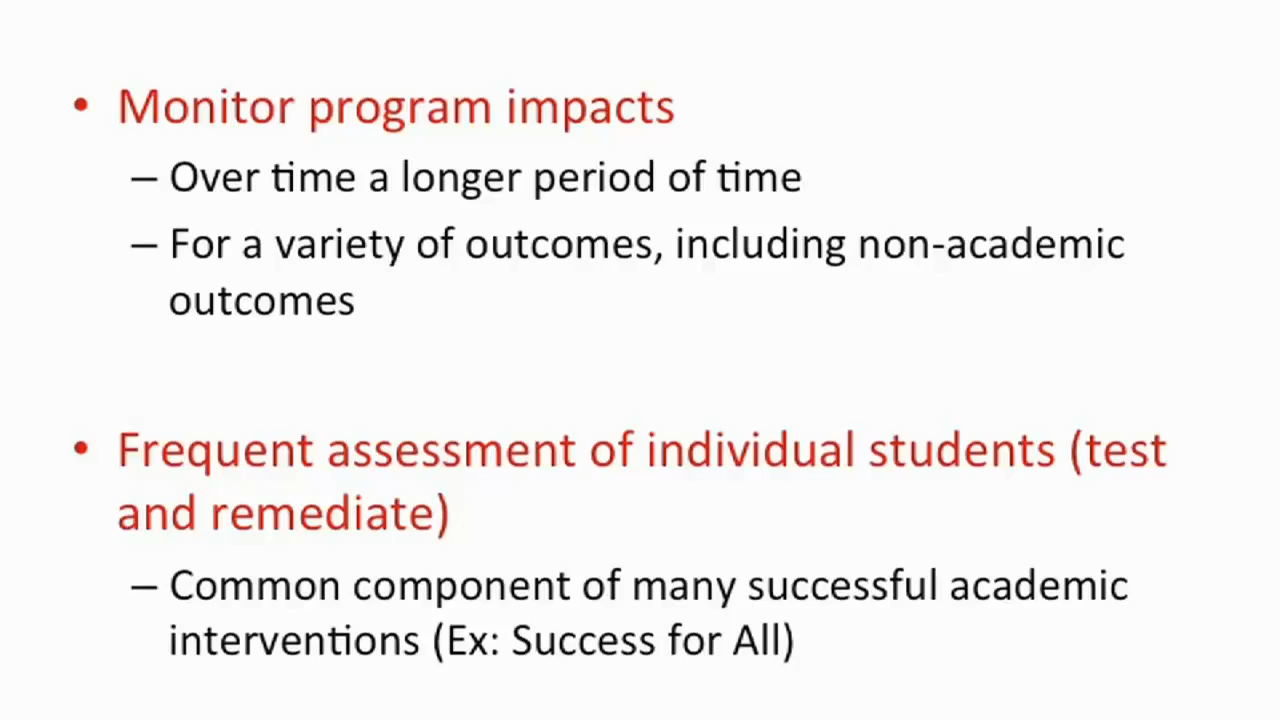 • Monitor program impacts
– Over time a longer period of time
– For a variety of outcomes, including non-academic
outcomes
• Frequent assessment of individual students (test
and remediate)
– Common component of many successful academic
interventions (Ex: Success for All)